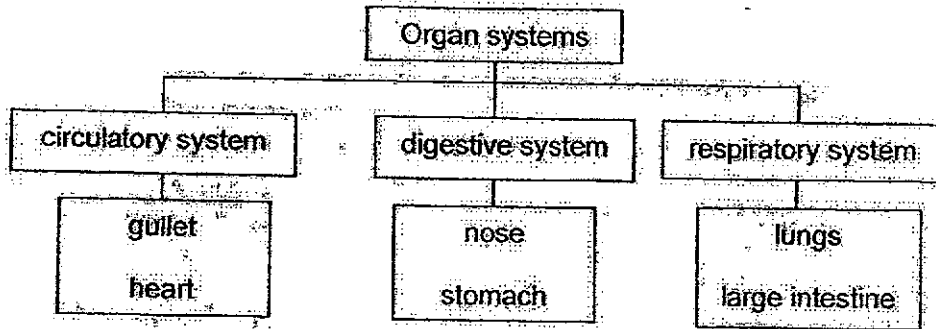 Organ systems
circulatory system
digestive system
respiratory system
gullet
heart
nose
stomach
lungs
large intestine